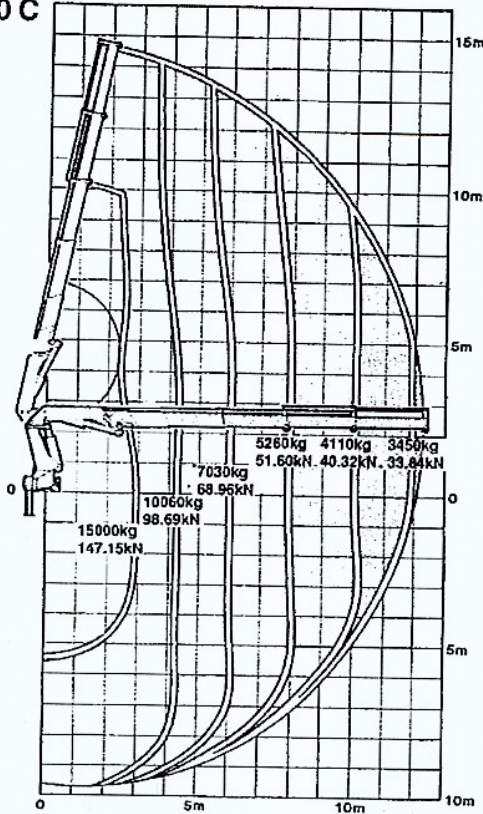 0 C
15m
10m
5m
5260kg 4110kg 3450kg
51.60kN 40.32kN 33.84kN
7030kg
68.96kN
0
0
10060kg
98.69kN
15000kg
147.15kN
5m
10m
0
5m
10m